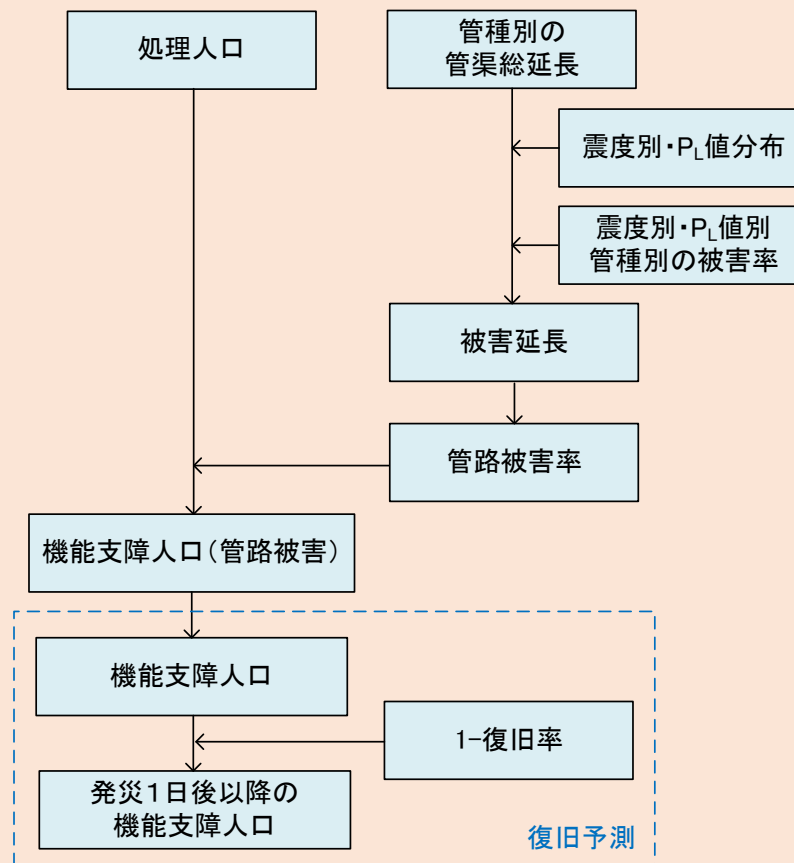 処理人口
管種別の
管渠総延長
震度別・PL値分布
震度別・PL値別
管種別の被害率
被害延長
管路被害率
機能支障人口（管路被害）
機能支障人口
1-復旧率
発災１日後以降の
機能支障人口
復旧予測